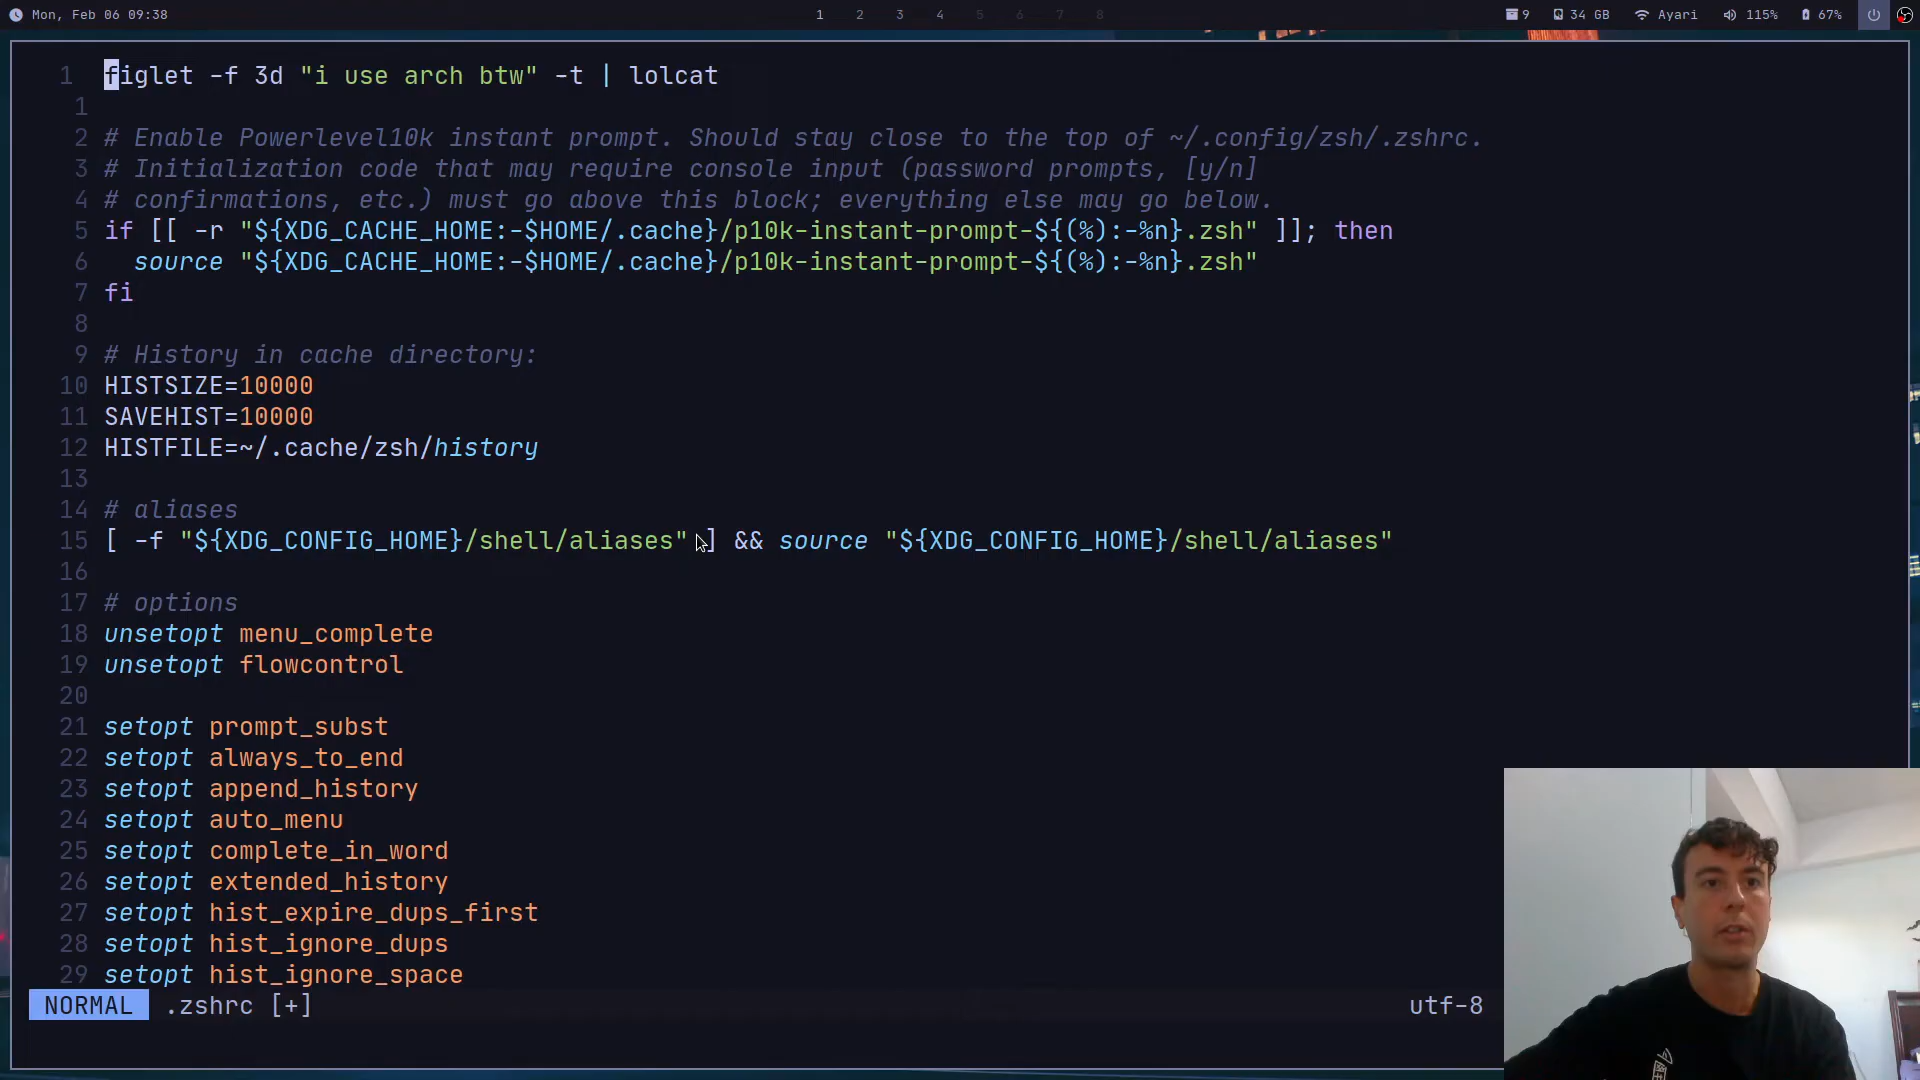 Mon, Feb 06 09:38 1 2 3 4 5 6 7 8 9 34 GB Ayari 115% 67%
1 figlet -f 3d "i use arch btw" -t | lolcat
1
2 # Enable Powerlevel10k instant prompt. Should stay close to the top of ~/.config/zsh/.zshrc.
3 # Initialization code that may require console input (password prompts, [y/n]
4 # confirmations, etc.) must go above this block; everything else may go below.
5 if [[ -r "${XDG_CACHE_HOME:-$HOME/.cache}/p10k-instant-prompt-${(%):-%n}.zsh" ]]; then
6 source "${XDG_CACHE_HOME:-$HOME/.cache}/p10k-instant-prompt-${(%):-%n}.zsh"
7 fi
8
9 # History in cache directory:
10 HISTSIZE=10000
11 SAVEHIST=10000
12 HISTFILE=~/.cache/zsh/history
13
14 # aliases
15 [ -f "${XDG_CONFIG_HOME}/shell/aliases" ] && source "${XDG_CONFIG_HOME}/shell/aliases"
16
17 # options
18 unsetopt menu_complete
19 unsetopt flowcontrol
20
21 setopt prompt_subst
22 setopt always_to_end
23 setopt append_history
24 setopt auto_menu
25 setopt complete_in_word
26 setopt extended_history
27 setopt hist_expire_dups_first
28 setopt hist_ignore_dups
29 setopt hist_ignore_space
NORMAL .zshrc [+] utf-8